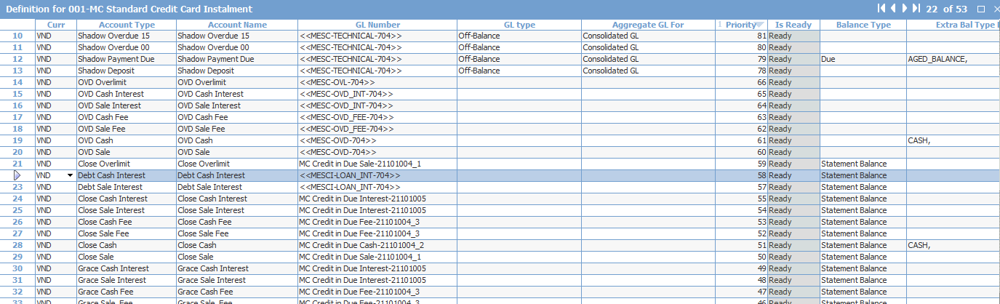 Definition for 001-MC Standard Credit Card Instalment 22 of 53
Curr Account Type Account Name GL Number GL type Aggregate GL For Priority Is Ready Balance Type Extra Bal Type
10 VND Shadow Overdue 15 Shadow Overdue 15 <<MESC-TECHNICAL-704>> Off-Balance Consolidated GL 81 Ready
11 VND Shadow Overdue 00 Shadow Overdue 00 <<MESC-TECHNICAL-704>> Off-Balance Consolidated GL 80 Ready
12 VND Shadow Payment Due Shadow Payment Due <<MESC-TECHNICAL-704>> Off-Balance Consolidated GL 79 Ready Due AGED_BALANCE,
13 VND Shadow Deposit Shadow Deposit <<MESC-TECHNICAL-704>> Off-Balance Consolidated GL 78 Ready
14 VND OVD Overlimit OVD Overlimit <<MESC-OVL-704>> 66 Ready
15 VND OVD Cash Interest OVD Cash Interest <<MESC-OVD_INT-704>> 65 Ready
16 VND OVD Sale Interest OVD Sale Interest <<MESC-OVD_INT-704>> 64 Ready
17 VND OVD Cash Fee OVD Cash Fee <<MESC-OVD_FEE-704>> 63 Ready
18 VND OVD Sale Fee OVD Sale Fee <<MESC-OVD_FEE-704>> 62 Ready
19 VND OVD Cash OVD Cash <<MESC-OVD-704>> 61 Ready CASH,
20 VND OVD Sale OVD Sale <<MESC-OVD-704>> 60 Ready
21 VND Close Overlimit Close Overlimit MC Credit in Due Sale-21101004_1 59 Ready Statement Balance
VND Debt Cash Interest Debt Cash Interest <<MESCI-LOAN_INT-704>> 58 Ready Statement Balance
23 VND Debt Sale Interest Debt Sale Interest <<MESCI-LOAN_INT-704>> 57 Ready Statement Balance
24 VND Close Cash Interest Close Cash Interest MC Credit in Due Interest-21101005 55 Ready Statement Balance
25 VND Close Sale Interest Close Sale Interest MC Credit in Due Interest-21101005 54 Ready Statement Balance
26 VND Close Cash Fee Close Cash Fee MC Credit in Due Fee-21101004_3 53 Ready Statement Balance
27 VND Close Sale Fee Close Sale Fee MC Credit in Due Fee-21101004_3 52 Ready Statement Balance
28 VND Close Cash Close Cash MC Credit in Due Cash-21101004_2 51 Ready Statement Balance CASH,
29 VND Close Sale Close Sale MC Credit in Due Sale-21101004_1 50 Ready Statement Balance
30 VND Grace Cash Interest Grace Cash Interest MC Credit in Due Interest-21101005 49 Ready Statement Balance
31 VND Grace Sale Interest Grace Sale Interest MC Credit in Due Interest-21101005 48 Ready Statement Balance
32 VND Grace Cash Fee Grace Cash Fee MC Credit in Due Fee-21101004_3 47 Ready Statement Balance
33 VND Grace Sale Fee Grace Sale Fee MC Credit in Due Fee-21101004_3 46 Ready Statement Balance